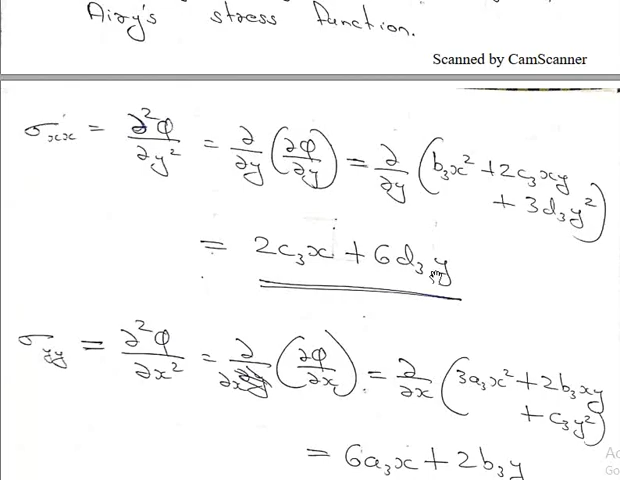 Airy's stress function.
Scanned by CamScanner
σxx = ∂²φ/∂y² = ∂/∂y (∂φ/∂y) = ∂/∂y (b₃x² + 2c₃xy
+ 3d₃y²)
= 2c₃x + 6d₃y
σyy = ∂²φ/∂x² = ∂/∂x (∂φ/∂x) = ∂/∂x (3a₃x² + 2b₃xy
+ c₃y²)
= 6a₃x + 2b₃y